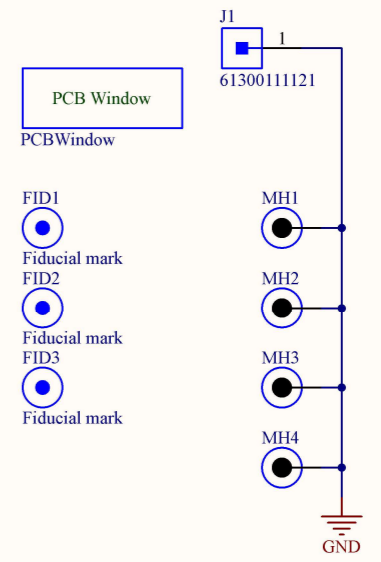 J1
1
61300111121
PCB Window
PCBWindow
FID1
MH1
Fiducial mark
FID2
MH2
Fiducial mark
FID3
MH3
Fiducial mark
MH4
GND